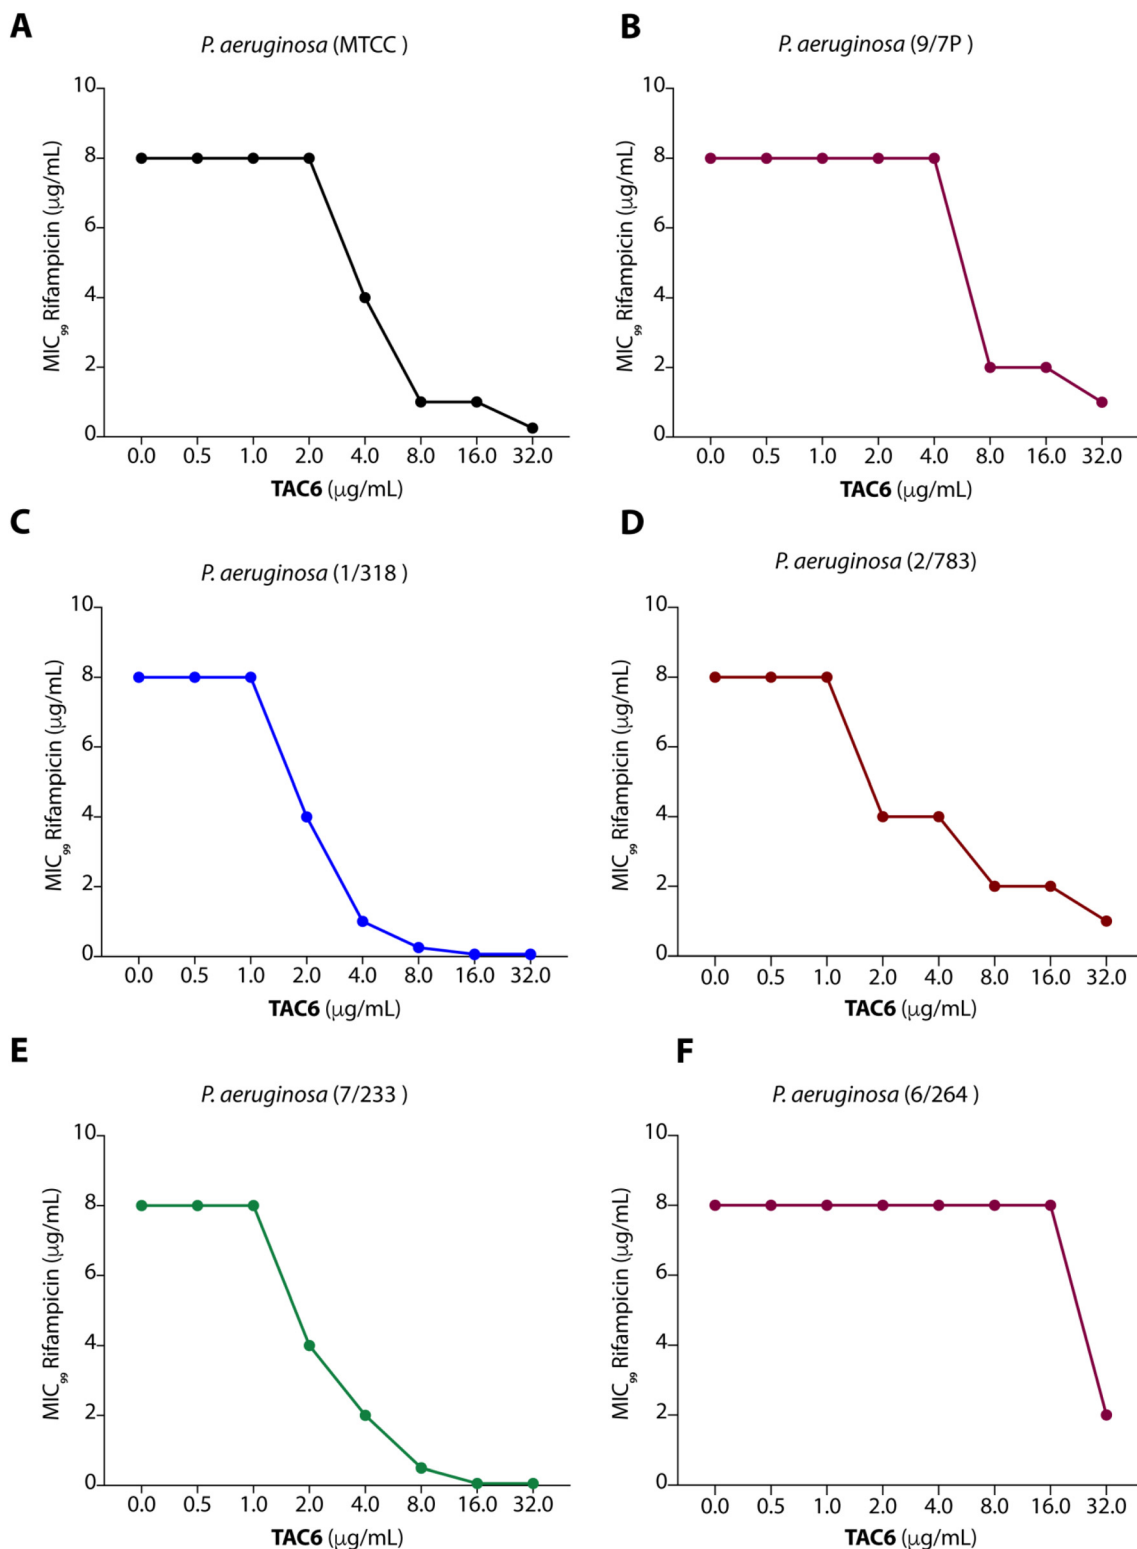 A
P. aeruginosa (MTCC )
MIC₉₉ Rifampicin (μg/mL)
10
8
6
4
2
0
0.0 0.5 1.0 2.0 4.0 8.0 16.0 32.0
TAC6 (μg/mL)
B
P. aeruginosa (9/7P )
MIC₉₉ Rifampicin (μg/mL)
10
8
6
4
2
0
0.0 0.5 1.0 2.0 4.0 8.0 16.0 32.0
TAC6 (μg/mL)
C
P. aeruginosa (1/318 )
MIC₉₉ Rifampicin (μg/mL)
10
8
6
4
2
0
0.0 0.5 1.0 2.0 4.0 8.0 16.0 32.0
TAC6 (μg/mL)
D
P. aeruginosa (2/783)
MIC₉₉ Rifampicin (μg/mL)
10
8
6
4
2
0
0.0 0.5 1.0 2.0 4.0 8.0 16.0 32.0
TAC6 (μg/mL)
E
P. aeruginosa (7/233 )
MIC₉₉ Rifampicin (μg/mL)
10
8
6
4
2
0
0.0 0.5 1.0 2.0 4.0 8.0 16.0 32.0
TAC6 (μg/mL)
F
P. aeruginosa (6/264 )
MIC₉₉ Rifampicin (μg/mL)
10
8
6
4
2
0
0.0 0.5 1.0 2.0 4.0 8.0 16.0 32.0
TAC6 (μg/mL)